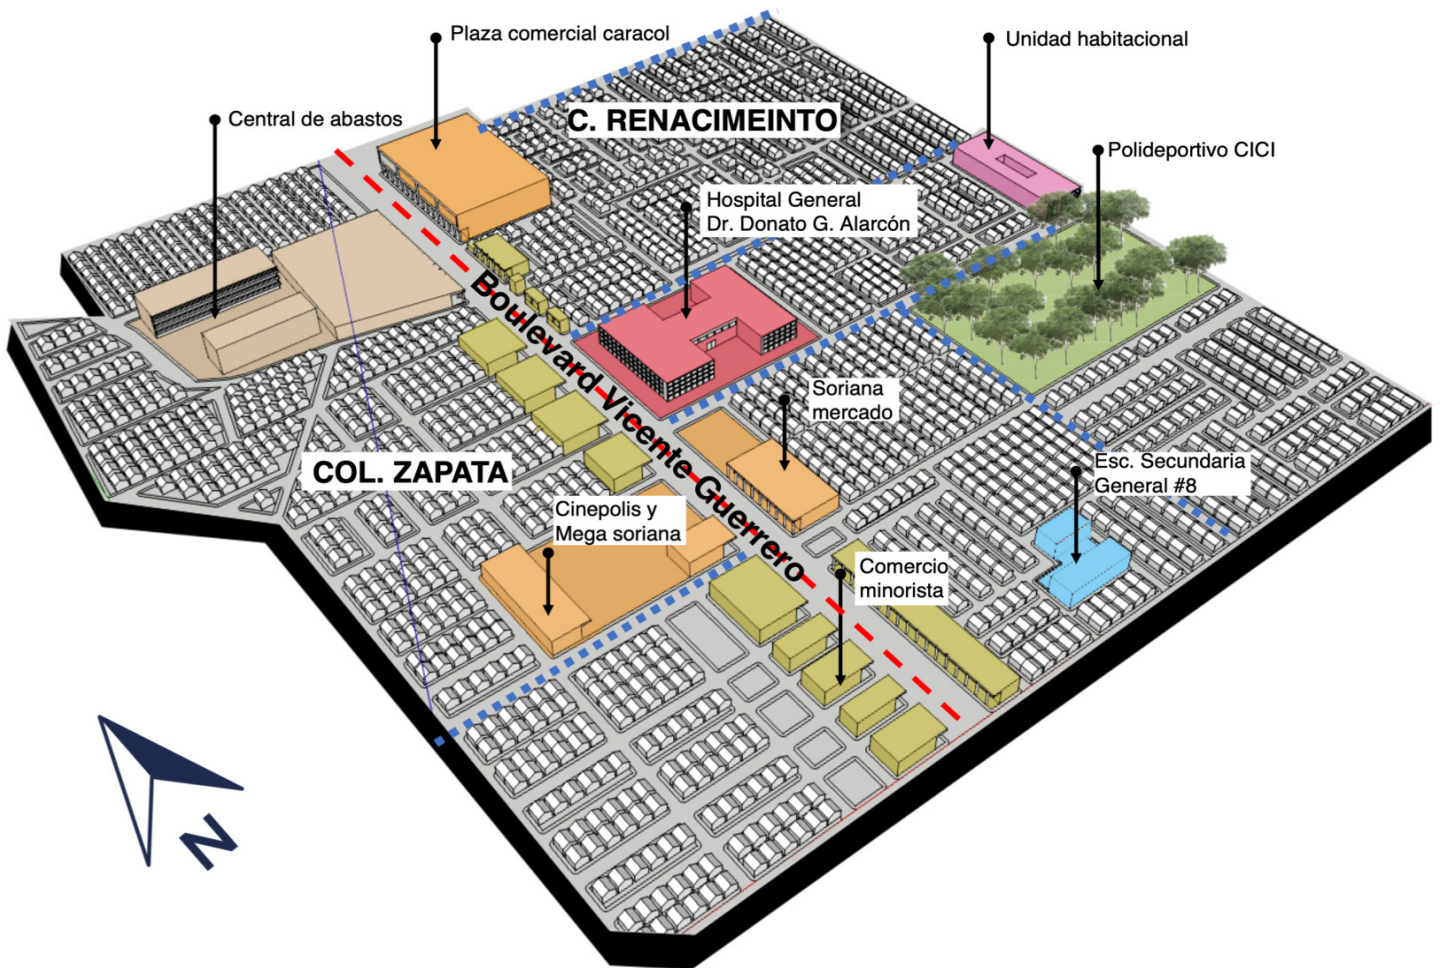 Plaza comercial caracol
Unidad habitacional
Central de abastos
C. RENACIMEINTO
Polideportivo CICI
Hospital General
Dr. Donato G. Alarcón
Boulevard Vicente Guerrero
Soriana
mercado
COL. ZAPATA
Esc. Secundaria
General #8
Cinepolis y
Mega soriana
Comercio
minorista
N